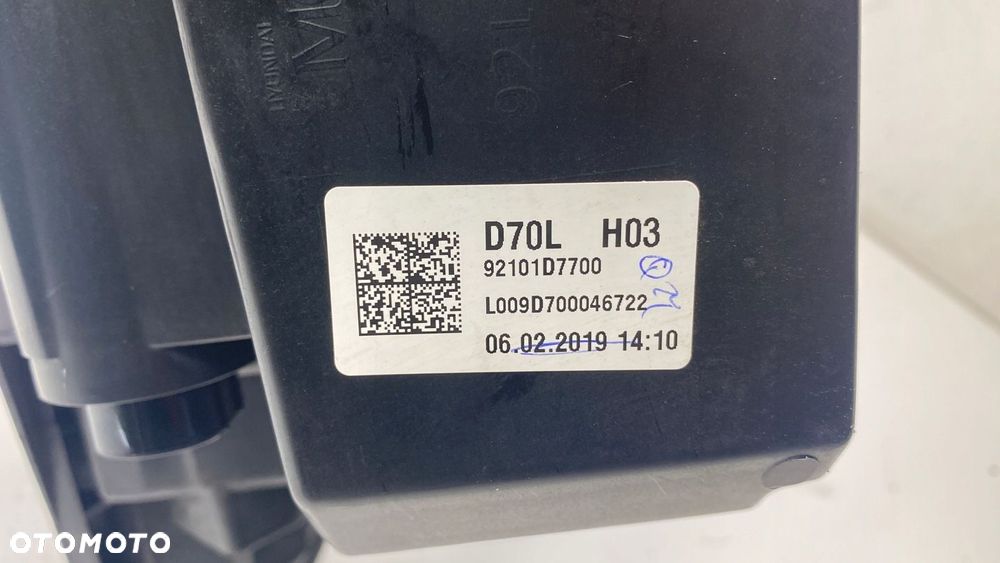 HYUNDAI
D70L H03
92101D7700
L009D700046722
06.02.2019 14:10
OTOMOTO